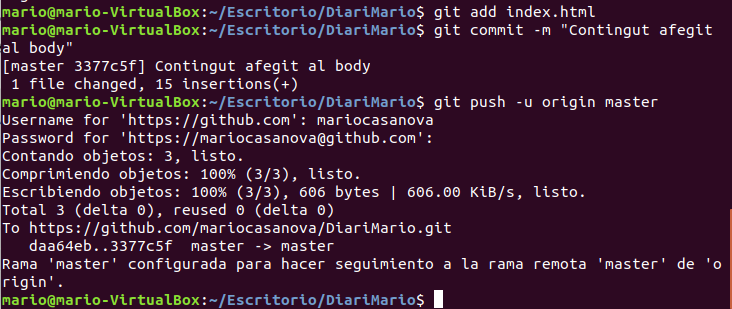 mario@mario-VirtualBox:~/Escritorio/DiariMario$ git add index.html
mario@mario-VirtualBox:~/Escritorio/DiariMario$ git commit -m "Contingut afegit
al body"
[master 3377c5f] Contingut afegit al body
 1 file changed, 15 insertions(+)
mario@mario-VirtualBox:~/Escritorio/DiariMario$ git push -u origin master
Username for 'https://github.com': mariocasanova
Password for 'https://mariocasanova@github.com':
Contando objetos: 3, listo.
Comprimiendo objetos: 100% (3/3), listo.
Escribiendo objetos: 100% (3/3), 606 bytes | 606.00 KiB/s, listo.
Total 3 (delta 0), reused 0 (delta 0)
To https://github.com/mariocasanova/DiariMario.git
   daa64eb..3377c5f  master -> master
Rama 'master' configurada para hacer seguimiento a la rama remota 'master' de 'o
rigin'.
mario@mario-VirtualBox:~/Escritorio/DiariMario$